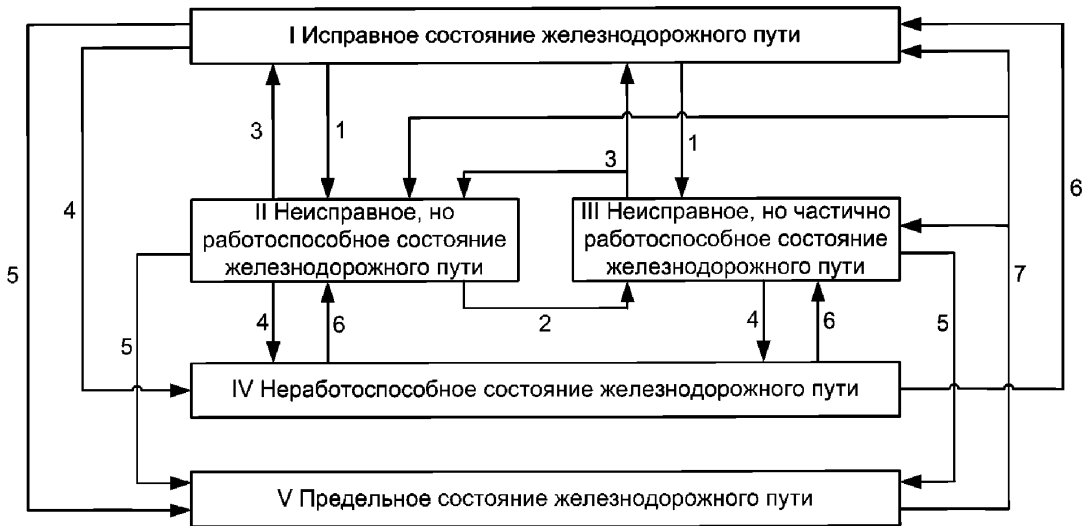 I Исправное состояние железнодорожного пути
3
1
3
1
4
6
II Неисправное, но
работоспособное состояние
железнодорожного пути
III Неисправное, но частично
работоспособное состояние
железнодорожного пути
5
7
5
4
6
2
4
6
5
IV Неработоспособное состояние железнодорожного пути
V Предельное состояние железнодорожного пути